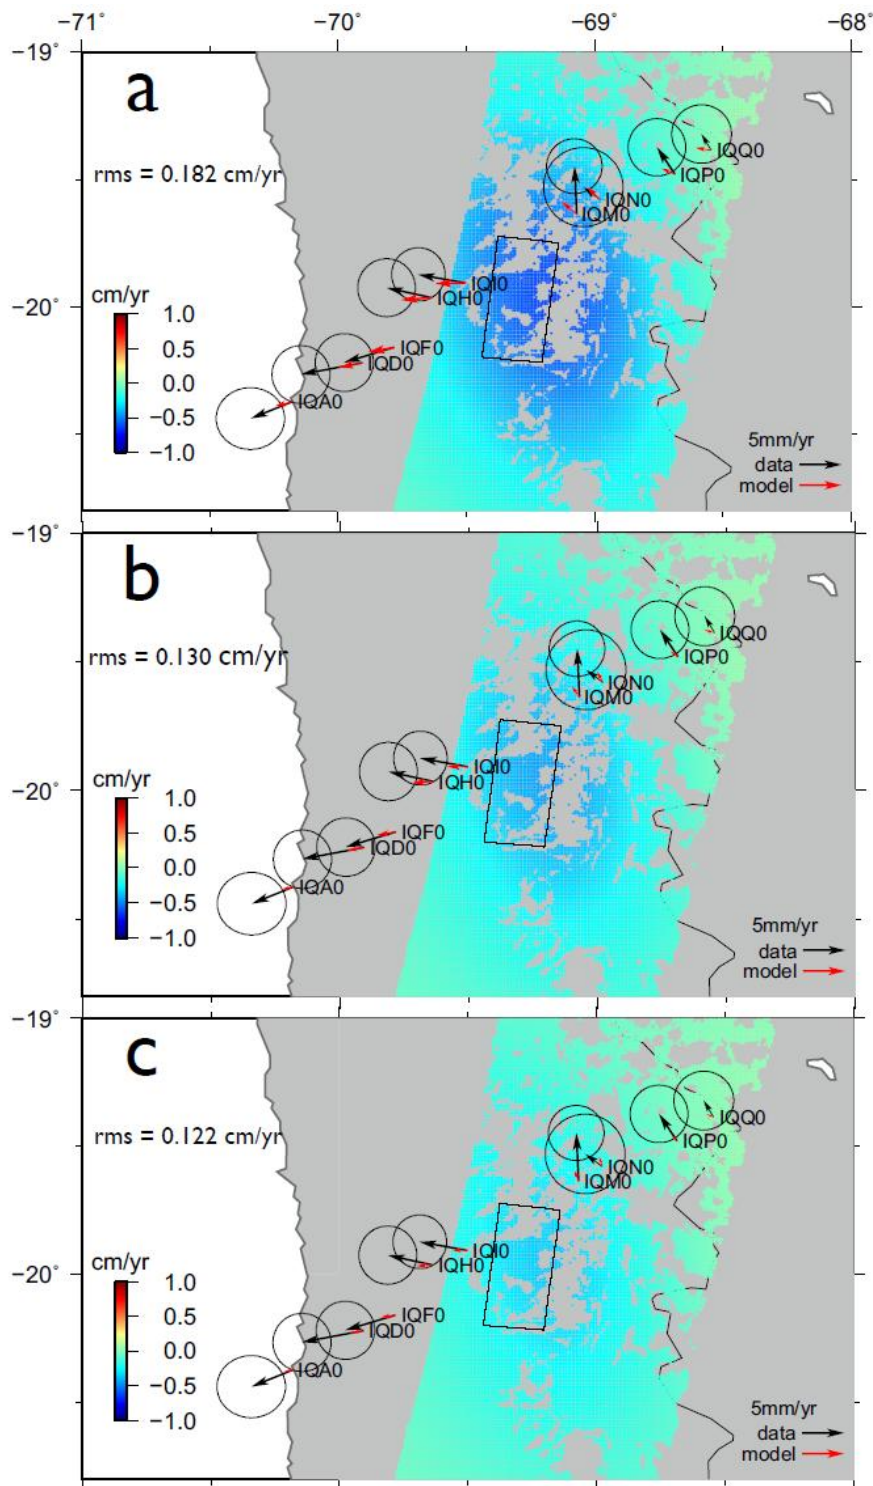 −71˚ −70˚ −69˚ −68˚
−19˚
a
IQQ0
rms = 0.182 cm/yr
IQP0
IQN0
IQM0
IQI0
cm/yr
IQH0
1.0
−20˚
0.5
IQF0
IQD0
0.0
IQA0
−0.5
5mm/yr
−1.0
data
model
−19˚
b
IQQ0
rms = 0.130 cm/yr
IQP0
IQN0
IQM0
IQI0
cm/yr
IQH0
1.0
−20˚
0.5
IQF0
IQD0
0.0
IQA0
−0.5
5mm/yr
−1.0
data
model
−19˚
c
IQQ0
rms = 0.122 cm/yr
IQP0
IQN0
IQM0
IQI0
cm/yr
IQH0
1.0
−20˚
0.5
IQF0
IQD0
0.0
IQA0
−0.5
5mm/yr
−1.0
data
model